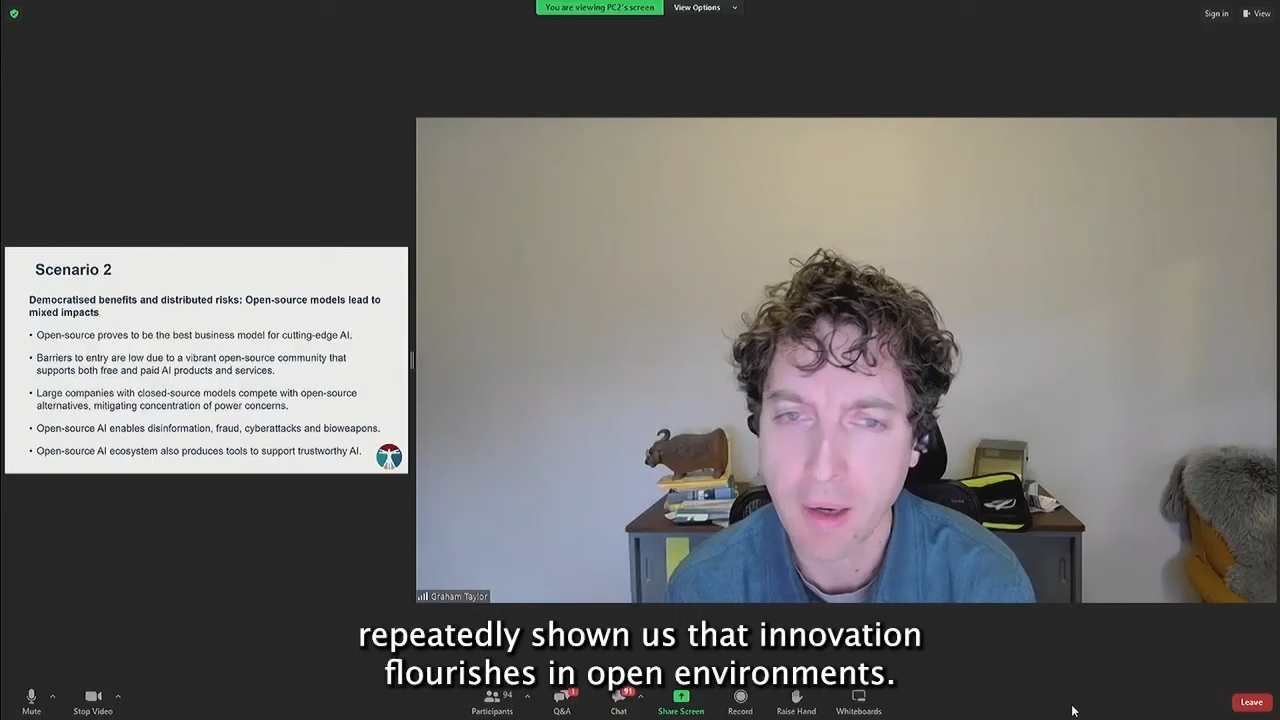 You are viewing PC2's screen
View Options
Sign in
View
Scenario 2
Democratised benefits and distributed risks: Open-source models lead to
mixed impacts
• Open-source proves to be the best business model for cutting-edge AI.
• Barriers to entry are low due to a vibrant open-source community that
supports both free and paid AI products and services.
• Large companies with closed-source models compete with open-source
alternatives, mitigating concentration of power concerns.
• Open-source AI enables disinformation, fraud, cyberattacks and bioweapons.
• Open-source AI ecosystem also produces tools to support trustworthy AI.
Graham Taylor
repeatedly shown us that innovation
flourishes in open environments.
94
1
91
Mute
Stop Video
Participants
Q&A
Chat
Share Screen
Record
Raise Hand
Whiteboards
Leave